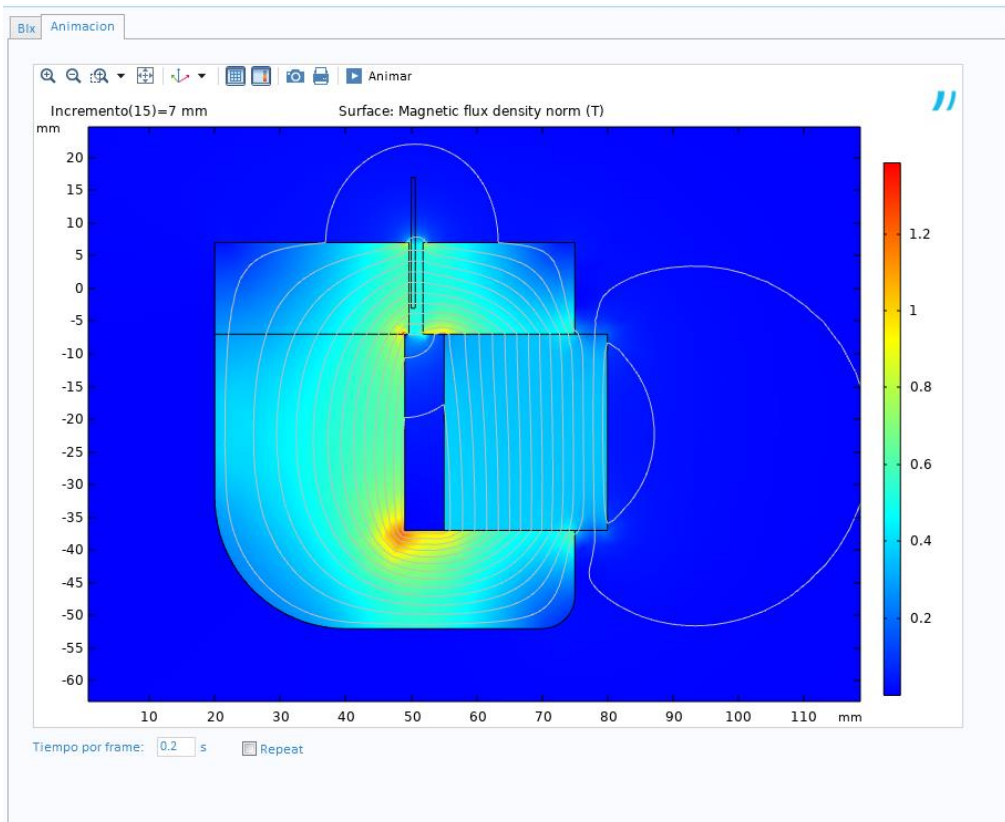 Blx
Animacion
Animar
Incremento(15)=7 mm
Surface: Magnetic flux density norm (T)
mm
20
15
10
5
0
-5
-10
-15
-20
-25
-30
-35
-40
-45
-50
-55
-60
1.2
1
0.8
0.6
0.4
0.2
10 20 30 40 50 60 70 80 90 100 110 mm
Tiempo por frame: 0.2 s Repeat